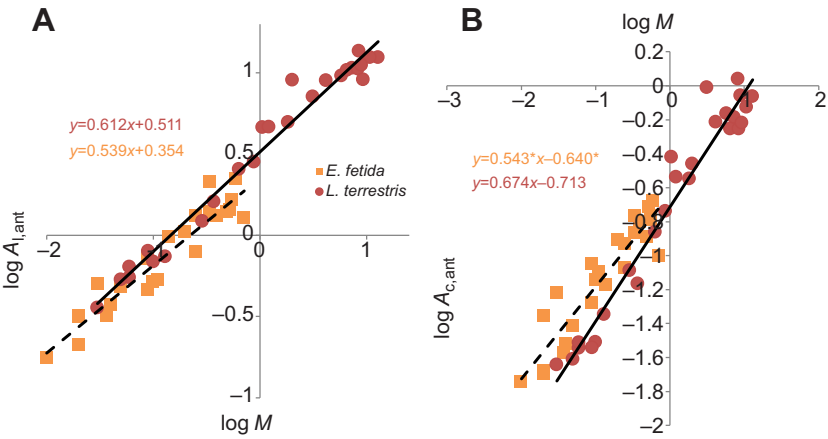 A
1
y=0.612x+0.511
y=0.539x+0.354
0.5
E. fetida
L. terrestris
log A_l,ant
–2
–1
0
0
1
–0.5
–1
log M
B
log M
0.2
–3
–2
–1
0
0
1
2
–0.2
–0.4
y=0.543*x–0.640*
y=0.674x–0.713
–0.6
–0.8
–1
–1.2
–1.4
–1.6
–1.8
–2
log A_c,ant